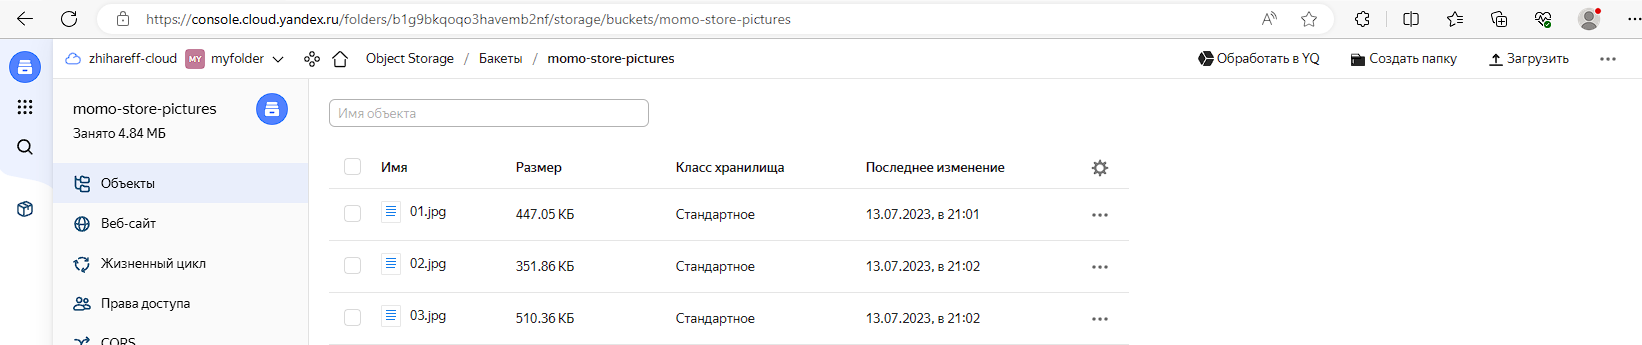 https://console.cloud.yandex.ru/folders/b1g9bkqoqo3havemb2nf/storage/buckets/momo-store-pictures
zhihareff-cloud MY myfolder Object Storage / Бакеты / momo-store-pictures Обработать в YQ Создать папку Загрузить
momo-store-pictures
Занято 4.84 МБ
Объекты
Веб-сайт
Жизненный цикл
Права доступа
CORS
Имя объекта
Имя Размер Класс хранилища Последнее изменение
01.jpg 447.05 КБ Стандартное 13.07.2023, в 21:01
02.jpg 351.86 КБ Стандартное 13.07.2023, в 21:02
03.jpg 510.36 КБ Стандартное 13.07.2023, в 21:02